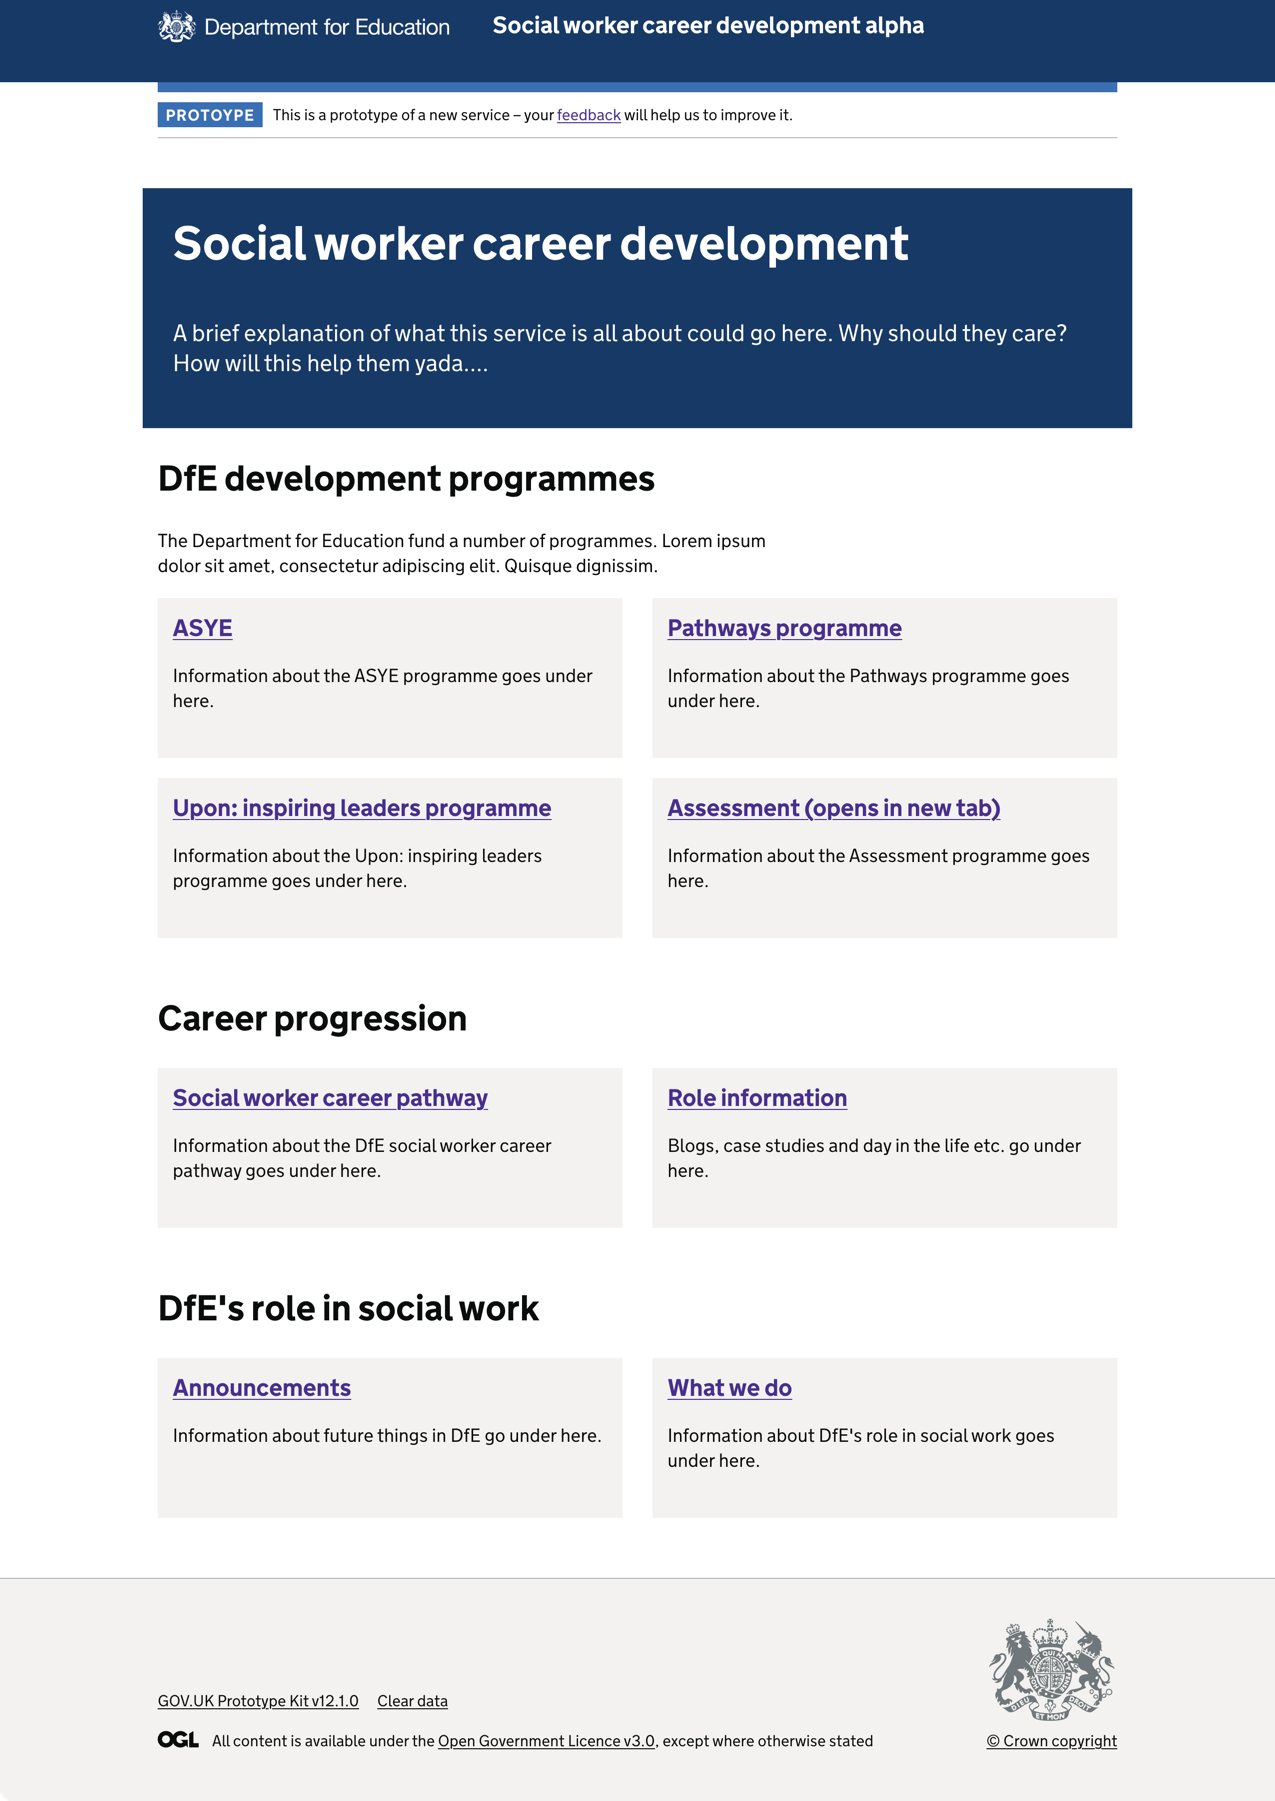 Department for Education
Social worker career development alpha
PROTOYPE
This is a prototype of a new service – your feedback will help us to improve it.
Social worker career development
A brief explanation of what this service is all about could go here. Why should they care?
How will this help them yada....
DfE development programmes
The Department for Education fund a number of programmes. Lorem ipsum
dolor sit amet, consectetur adipiscing elit. Quisque dignissim.
ASYE
Information about the ASYE programme goes under
here.
Pathways programme
Information about the Pathways programme goes
under here.
Upon: inspiring leaders programme
Information about the Upon: inspiring leaders
programme goes under here.
Assessment (opens in new tab)
Information about the Assessment programme goes
here.
Career progression
Social worker career pathway
Information about the DfE social worker career
pathway goes under here.
Role information
Blogs, case studies and day in the life etc. go under
here.
DfE's role in social work
Announcements
Information about future things in DfE go under here.
What we do
Information about DfE's role in social work goes
under here.
GOV.UK Prototype Kit v12.1.0
Clear data
OGL
All content is available under the Open Government Licence v3.0, except where otherwise stated
DIEU ET MON DROIT
© Crown copyright